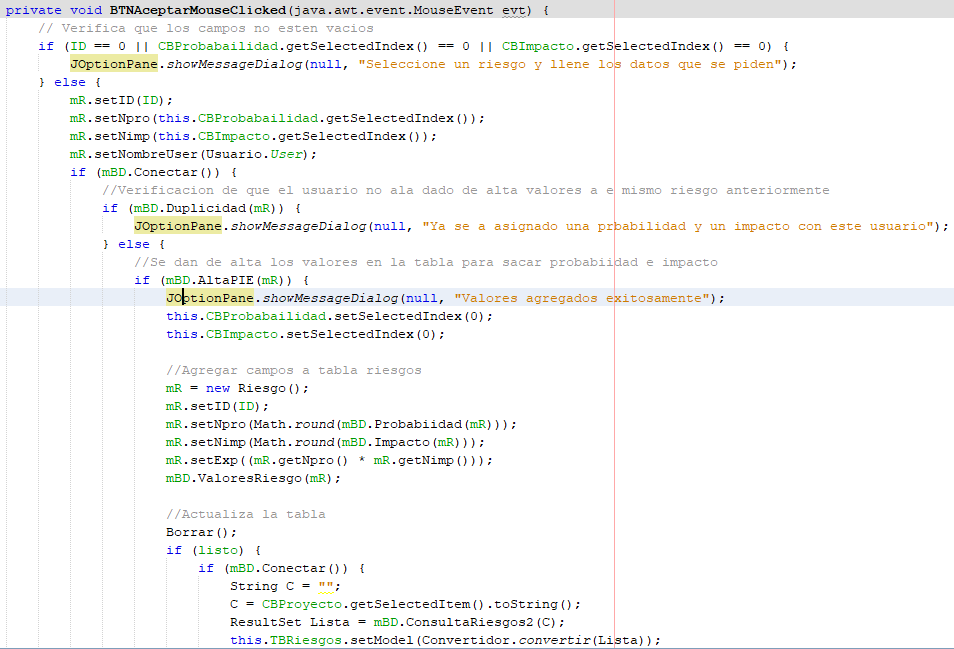 private void BTNAceptarMouseClicked(java.awt.event.MouseEvent evt) {
// Verifica que los campos no esten vacios
if (ID == 0 || CBProbabailidad.getSelectedIndex() == 0 || CBImpacto.getSelectedIndex() == 0) {
JOptionPane.showMessageDialog(null, "Seleccione un riesgo y llene los datos que se piden");
} else {
mR.setID(ID);
mR.setNpro(this.CBProbabailidad.getSelectedIndex());
mR.setNimp(this.CBImpacto.getSelectedIndex());
mR.setNombreUser(Usuario.User);
if (mBD.Conectar()) {
//Verificacion de que el usuario no ala dado de alta valores a e mismo riesgo anteriormente
if (mBD.Duplicidad(mR)) {
JOptionPane.showMessageDialog(null, "Ya se a asignado una prbabilidad y un impacto con este usuario");
} else {
//Se dan de alta los valores en la tabla para sacar probabiidad e impacto
if (mBD.AltaPIE(mR)) {
JOptionPane.showMessageDialog(null, "Valores agregados exitosamente");
this.CBProbabailidad.setSelectedIndex(0);
this.CBImpacto.setSelectedIndex(0);
//Agregar campos a tabla riesgos
mR = new Riesgo();
mR.setID(ID);
mR.setNpro(Math.round(mBD.Probabiidad(mR)));
mR.setNimp(Math.round(mBD.Impacto(mR)));
mR.setExp((mR.getNpro() * mR.getNimp()));
mBD.ValoresRiesgo(mR);
//Actualiza la tabla
Borrar();
if (listo) {
if (mBD.Conectar()) {
String C = "";
C = CBProyecto.getSelectedItem().toString();
ResultSet Lista = mBD.ConsultaRiesgos2(C);
this.TBRiesgos.setModel(Convertidor.convertir(Lista));